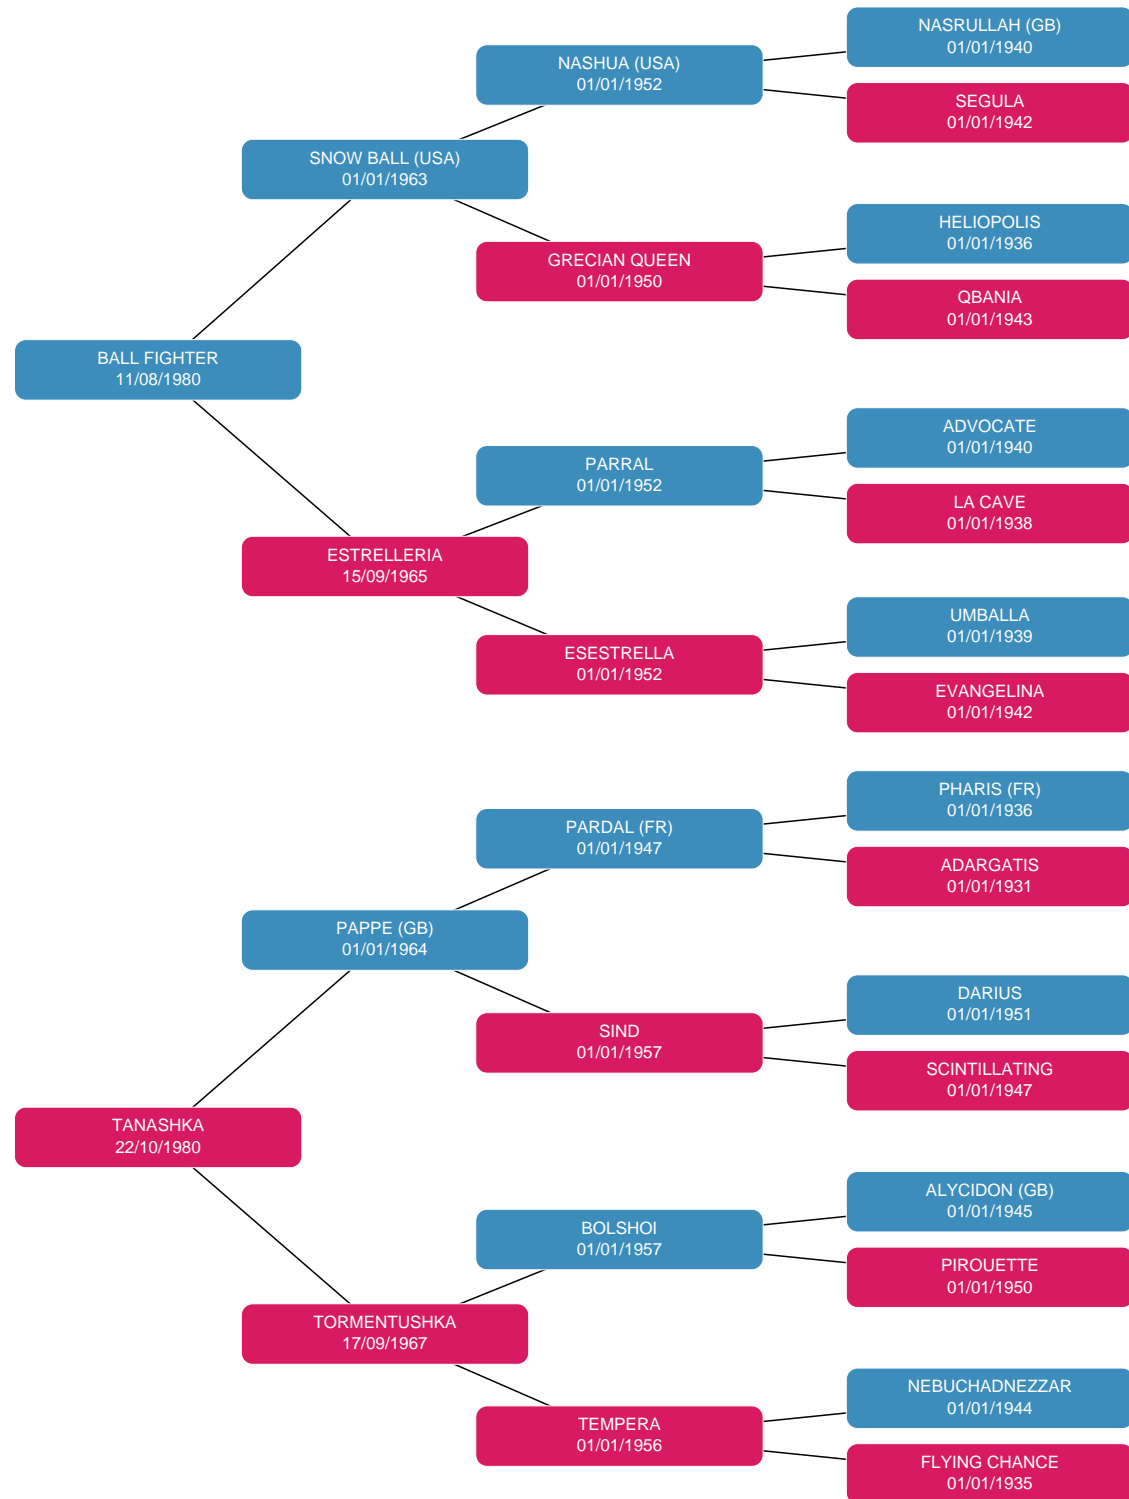 NASRULLAH (GB)
01/01/1940
NASHUA (USA)
01/01/1952
SEGULA
01/01/1942
SNOW BALL (USA)
01/01/1963
HELIOPOLIS
01/01/1936
GRECIAN QUEEN
01/01/1950
QBANIA
01/01/1943
BALL FIGHTER
11/08/1980
ADVOCATE
01/01/1940
PARRAL
01/01/1952
LA CAVE
01/01/1938
ESTRELLERIA
15/09/1965
UMBALLA
01/01/1939
ESESTRELLA
01/01/1952
EVANGELINA
01/01/1942
PHARIS (FR)
01/01/1936
PARDAL (FR)
01/01/1947
ADARGATIS
01/01/1931
PAPPE (GB)
01/01/1964
DARIUS
01/01/1951
SIND
01/01/1957
SCINTILLATING
01/01/1947
TANASHKA
22/10/1980
ALYCIDON (GB)
01/01/1945
BOLSHOI
01/01/1957
PIROUETTE
01/01/1950
TORMENTUSHKA
17/09/1967
NEBUCHADNEZZAR
01/01/1944
TEMPERA
01/01/1956
FLYING CHANCE
01/01/1935